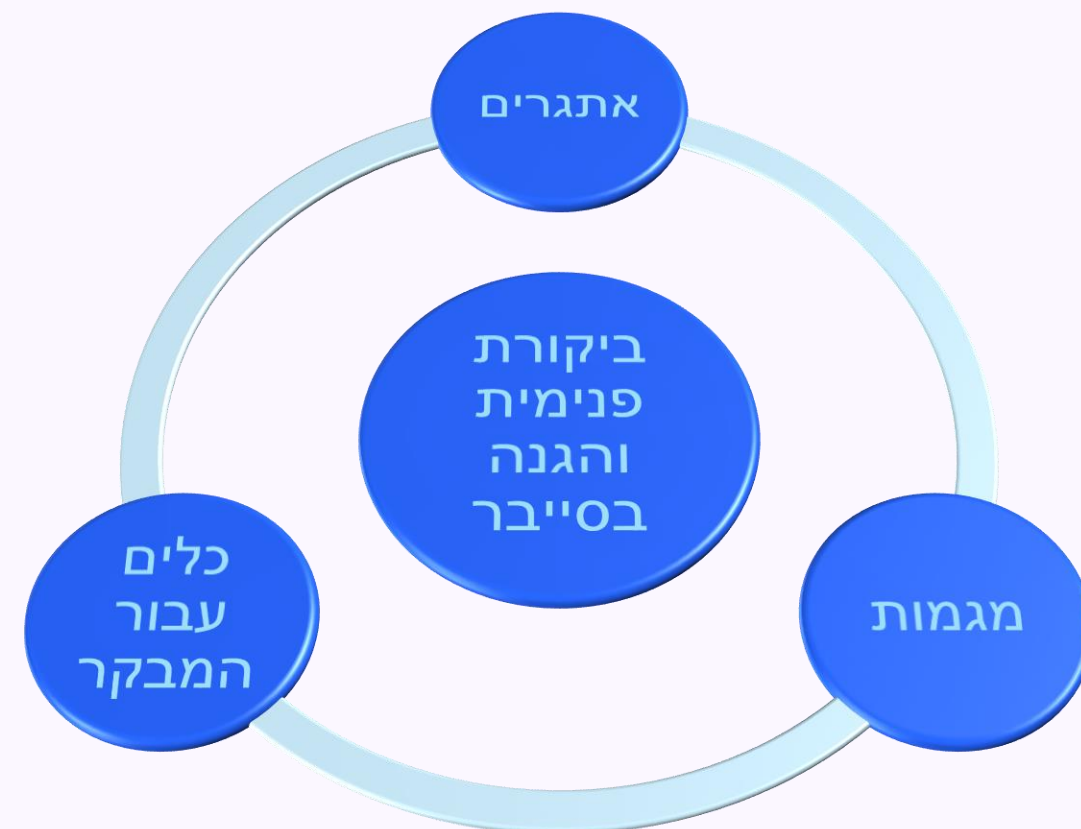 אתגרים
ביקורת
פנימית
והגנה
בסייבר
מגמות
כלים
עבור
המבקר